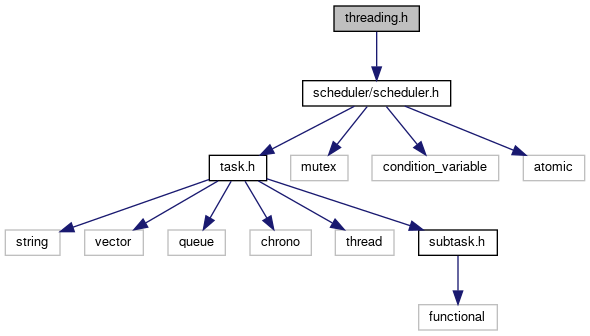 threading.h
scheduler/scheduler.h
task.h
mutex
condition_variable
atomic
string
vector
queue
chrono
thread
subtask.h
functional